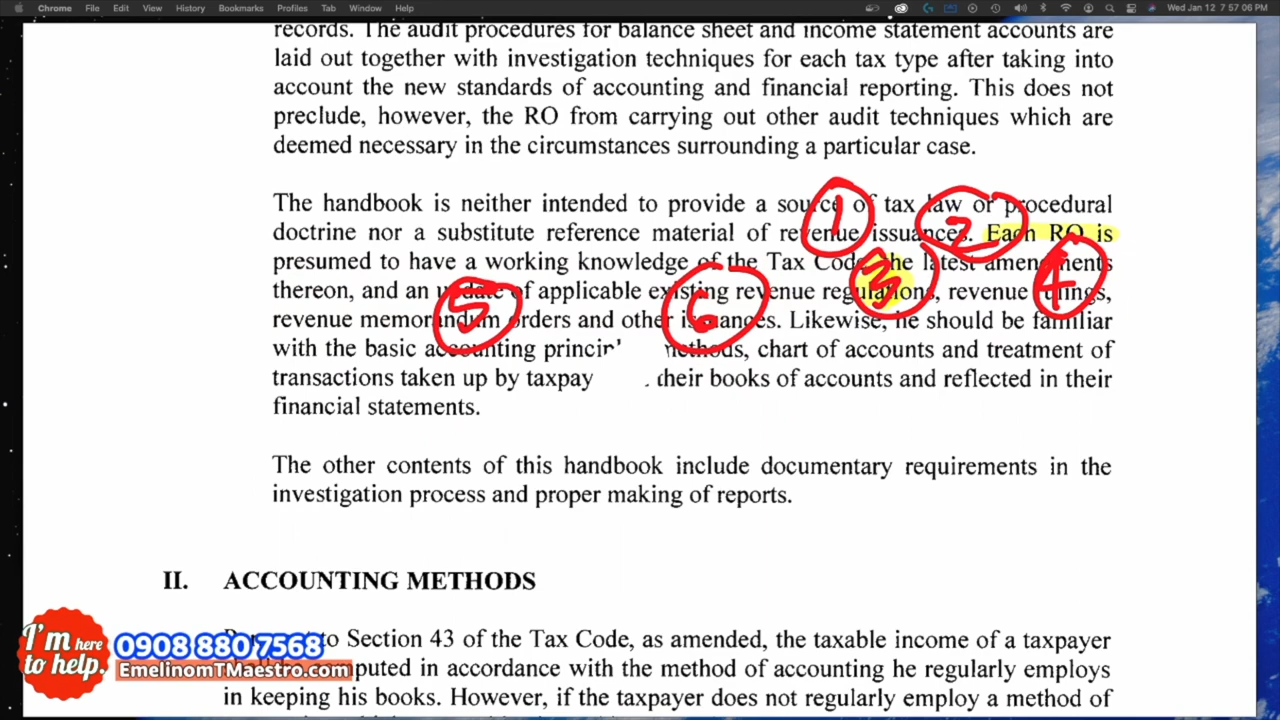 Chrome File Edit View History Bookmarks Profiles Tab Window Help Wed Jan 12 7 57 06 PM
records. The audit procedures for balance sheet and income statement accounts are
laid out together with investigation techniques for each tax type after taking into
account the new standards of accounting and financial reporting. This does not
preclude, however, the RO from carrying out other audit techniques which are
deemed necessary in the circumstances surrounding a particular case.
The handbook is neither intended to provide a source of tax law or procedural
doctrine nor a substitute reference material of revenue issuances. Each RO is
presumed to have a working knowledge of the Tax Code, the latest amendments
thereon, and an update of applicable existing revenue regulations, revenue rulings,
revenue memorandum orders and other issuances. Likewise, he should be familiar
with the basic accounting princip methods, chart of accounts and treatment of
transactions taken up by taxpay their books of accounts and reflected in their
financial statements.
1 2
3 4
5 6
The other contents of this handbook include documentary requirements in the
investigation process and proper making of reports.
II. ACCOUNTING METHODS
to Section 43 of the Tax Code, as amended, the taxable income of a taxpayer
computed in accordance with the method of accounting he regularly employs
in keeping his books. However, if the taxpayer does not regularly employ a method of
I'm here to help.
0908 880 7568
EmelinomTMaestro.com